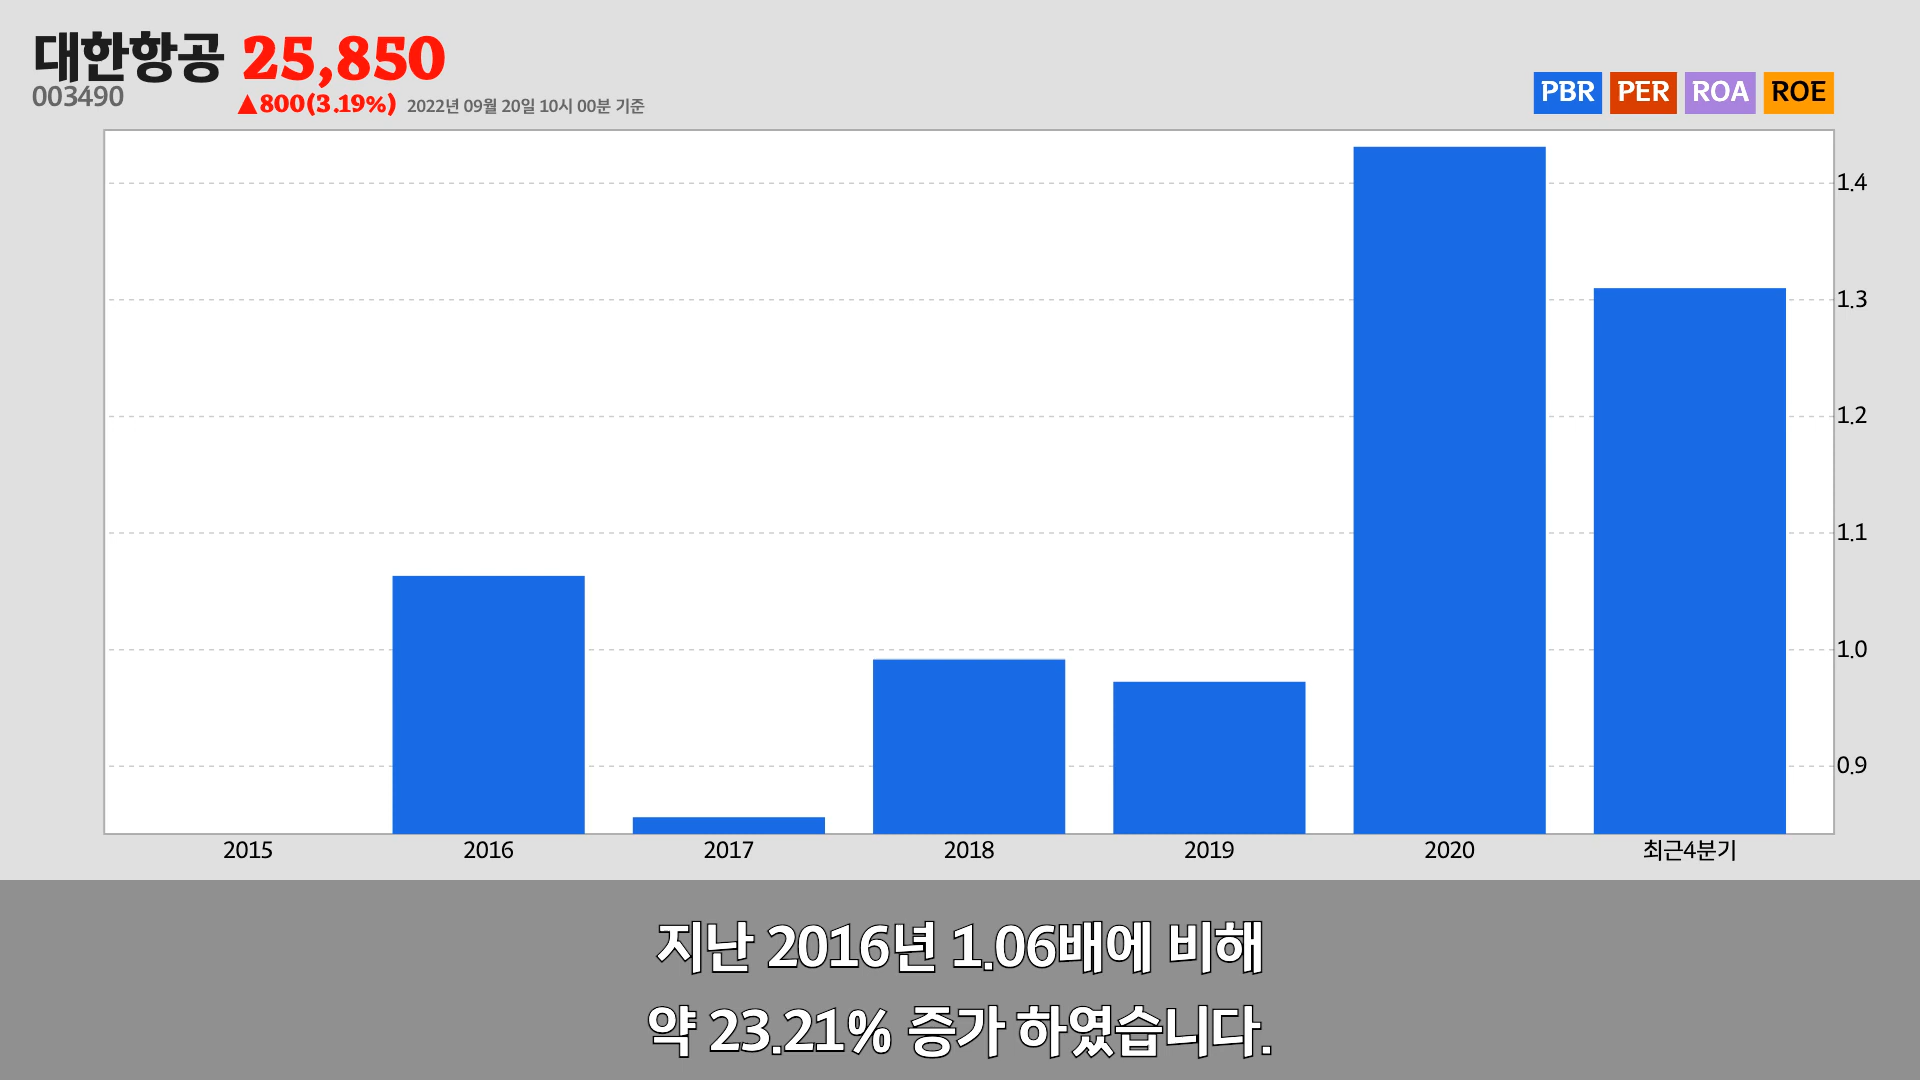 대한항공 25,850
003490
▲800(3.19%) 2022년 09월 20일 10시 00분 기준
PBR PER ROA ROE
1.4
1.3
1.2
1.1
1.0
0.9
2015 2016 2017 2018 2019 2020 최근4분기
지난 2016년 1.06배에 비해
약 23.21% 증가 하였습니다.